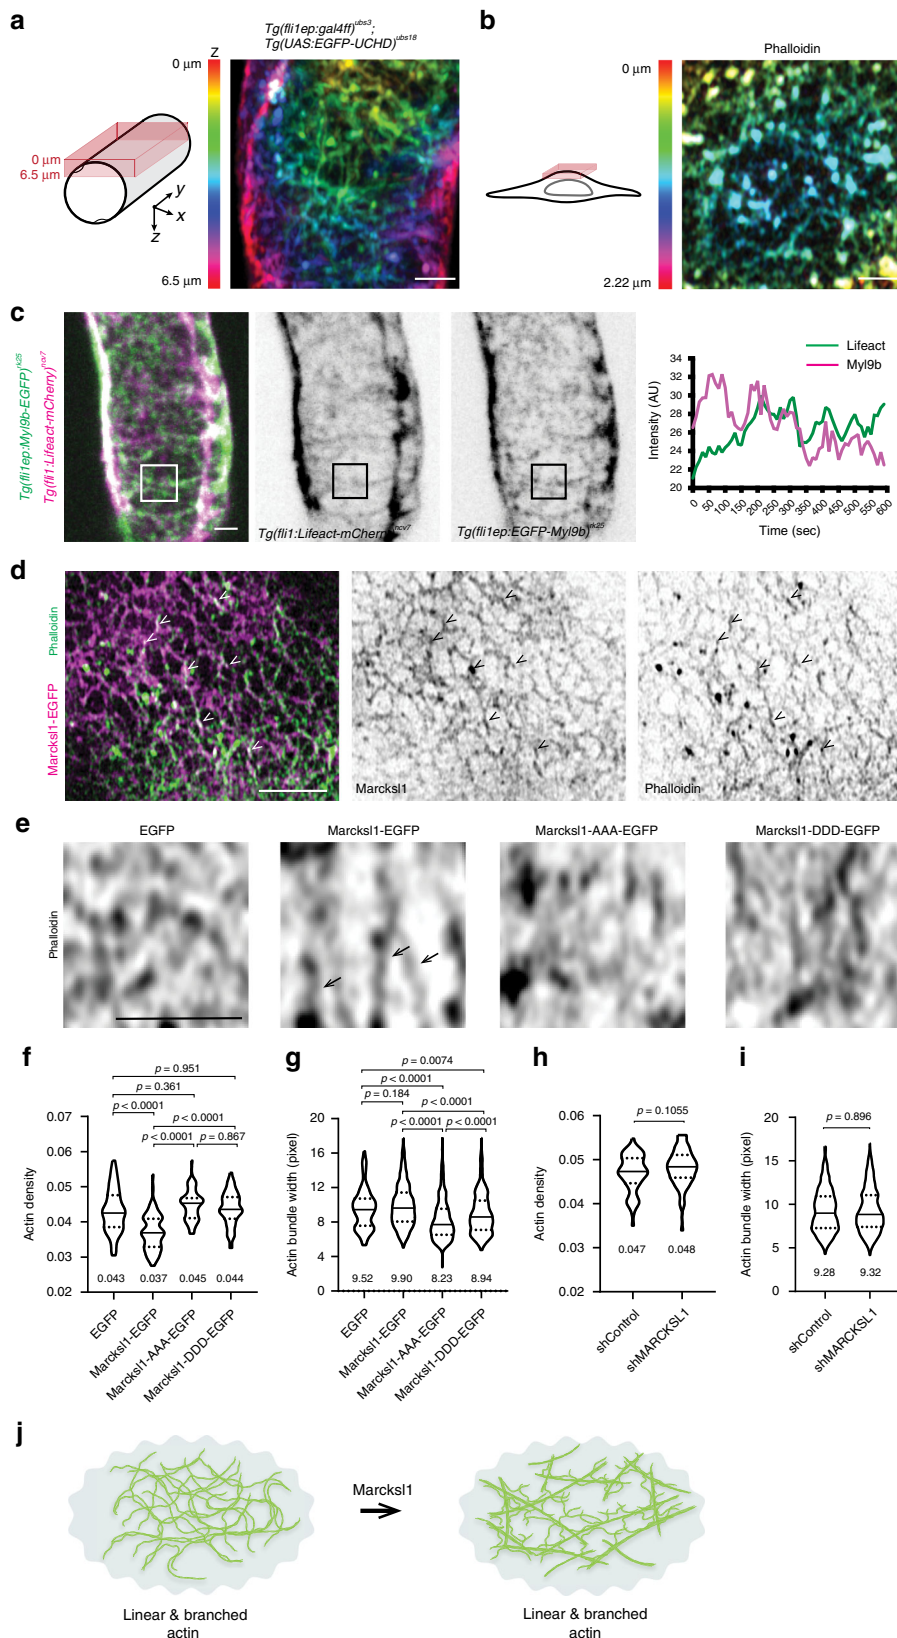 a
Tg(fli1ep:gal4ff)ubs3;
Tg(UAS:EGFP-UCHD)ubs18
Z
0 µm
6.5 µm
0 µm
6.5 µm
y
x
z
b
Phalloidin
0 µm
2.22 µm
c
Tg(fli1ep:Myl9b-EGFP)rk25
Tg(fli1:Lifeact-mCherry)ncv7
Tg(fli1:Lifeact-mCherry)ncv7
Tg(fli1ep:EGFP-Myl9b)rk25
Lifeact
Myl9b
Intensity (AU)
34
32
30
28
26
24
22
20
0
50
100
150
200
250
300
350
400
450
500
550
600
Time (sec)
d
Phalloidin
Marcksl1-EGFP
Marcksl1
Phalloidin
e
EGFP
Marcksl1-EGFP
Marcksl1-AAA-EGFP
Marcksl1-DDD-EGFP
Phalloidin
f
p = 0.951
p = 0.361
p < 0.0001
p < 0.0001
p < 0.0001
p = 0.867
Actin density
0.07
0.06
0.05
0.04
0.03
0.02
0.043
0.037
0.045
0.044
EGFP
Marcksl1-EGFP
Marcksl1-AAA-EGFP
Marcksl1-DDD-EGFP
g
p = 0.0074
p < 0.0001
p = 0.184
p < 0.0001
p < 0.0001
p < 0.0001
Actin bundle width (pixel)
20
16
12
8
4
0
9.52
9.90
8.23
8.94
EGFP
Marcksl1-EGFP
Marcksl1-AAA-EGFP
Marcksl1-DDD-EGFP
h
p = 0.1055
Actin density
0.06
0.05
0.04
0.03
0.02
0.047
0.048
shControl
shMARCKSL1
i
p = 0.896
Actin bundle width (pixel)
20
15
10
5
0
9.28
9.32
shControl
shMARCKSL1
j
Marcksl1
Linear & branched
actin
Linear & branched
actin